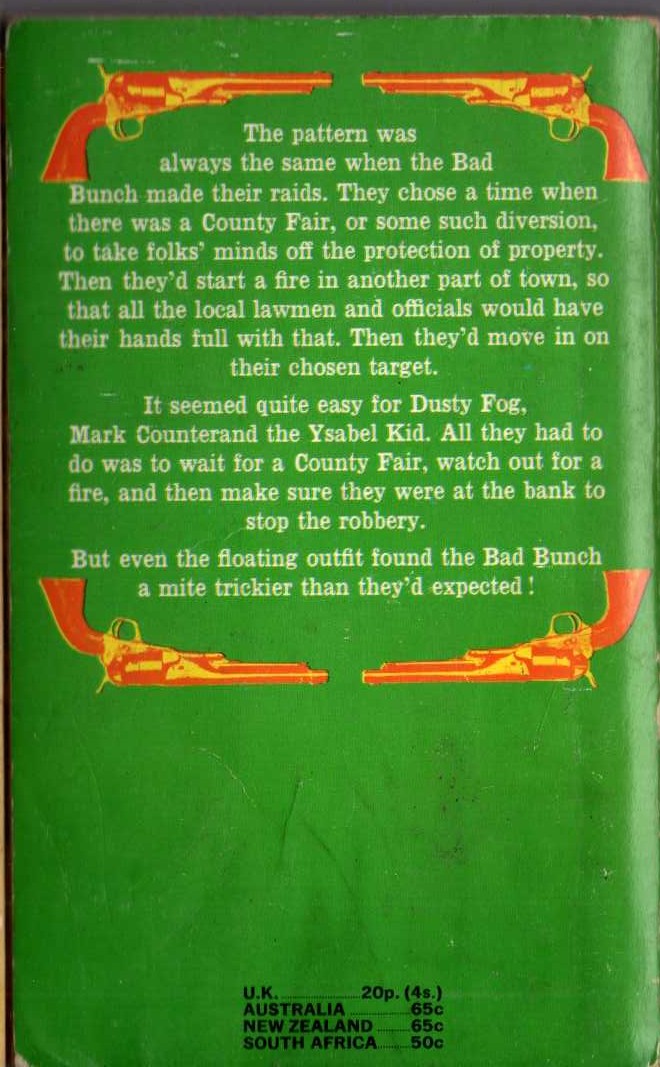 The pattern was
always the same when the Bad
Bunch made their raids. They chose a time when
there was a County Fair, or some such diversion,
to take folks' minds off the protection of property.
Then they'd start a fire in another part of town, so
that all the local lawmen and officials would have
their hands full with that. Then they'd move in on
their chosen target.
It seemed quite easy for Dusty Fog,
Mark Counterand the Ysabel Kid. All they had to
do was to wait for a County Fair, watch out for a
fire, and then make sure they were at the bank to
stop the robbery.
But even the floating outfit found the Bad Bunch
a mite trickier than they'd expected!
U.K. 20p. (4s.)
AUSTRALIA 65c
NEW ZEALAND 65c
SOUTH AFRICA 50c